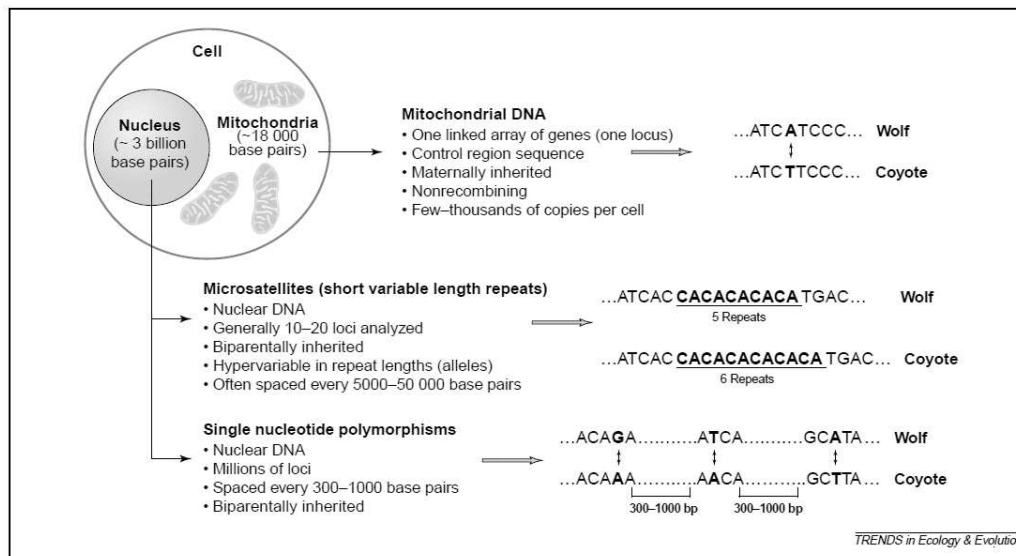 Cell
Nucleus
(~ 3 billion
base pairs)
Mitochondria
(~18 000
base pairs)
Mitochondrial DNA
• One linked array of genes (one locus)
• Control region sequence
• Maternally inherited
• Nonrecombining
• Few–thousands of copies per cell
...ATCATCCC... Wolf
...ATCTTCCC... Coyote
Microsatellites (short variable length repeats)
• Nuclear DNA
• Generally 10–20 loci analyzed
• Biparentally inherited
• Hypervariable in repeat lengths (alleles)
• Often spaced every 5000–50 000 base pairs
...ATCAC CACACACACA TGAC... Wolf
5 Repeats
...ATCAC CACACACACACA TGAC... Coyote
6 Repeats
Single nucleotide polymorphisms
• Nuclear DNA
• Millions of loci
• Spaced every 300–1000 base pairs
• Biparentally inherited
...ACAGA..........ATCA..........GCATA... Wolf
...ACAAA..........AACA..........GCTTA... Coyote
300–1000 bp 300–1000 bp
TRENDS in Ecology & Evolutio